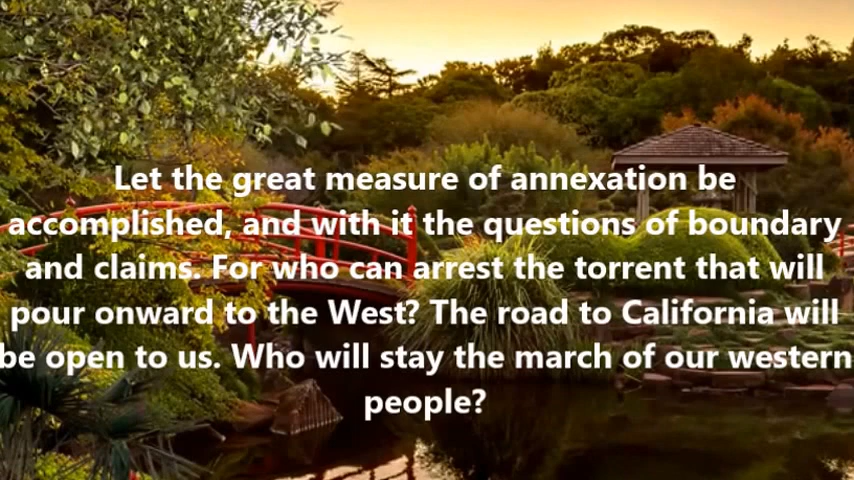 Let the great measure of annexation be
accomplished, and with it the questions of boundary
and claims. For who can arrest the torrent that will
pour onward to the West? The road to California will
be open to us. Who will stay the march of our western
people?